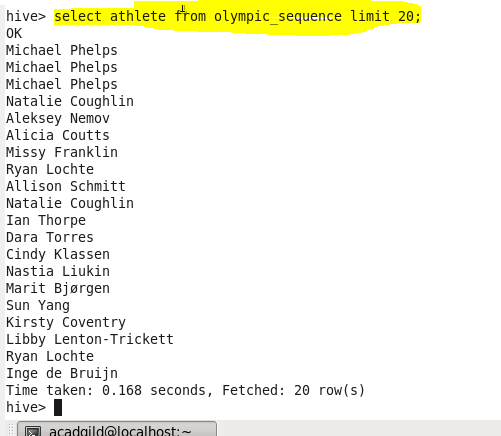 hive> select athlete from olympic_sequence limit 20;
OK
Michael Phelps
Michael Phelps
Michael Phelps
Natalie Coughlin
Aleksey Nemov
Alicia Coutts
Missy Franklin
Ryan Lochte
Allison Schmitt
Natalie Coughlin
Ian Thorpe
Dara Torres
Cindy Klassen
Nastia Liukin
Marit Bjørgen
Sun Yang
Kirsty Coventry
Libby Lenton-Trickett
Ryan Lochte
Inge de Bruijn
Time taken: 0.168 seconds, Fetched: 20 row(s)
hive>
acadgild@localhost:~